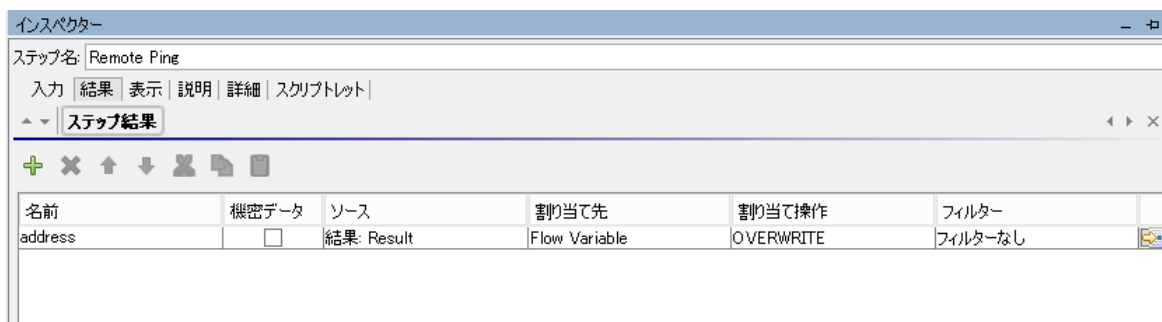 インスペクター
ステップ名: Remote Ping
入力 結果 表示 説明 詳細 スクリプトレット
ステップ結果
名前 機密データ ソース 割り当て先 割り当て操作 フィルター
address 結果: Result Flow Variable OVERWRITE フィルターなし